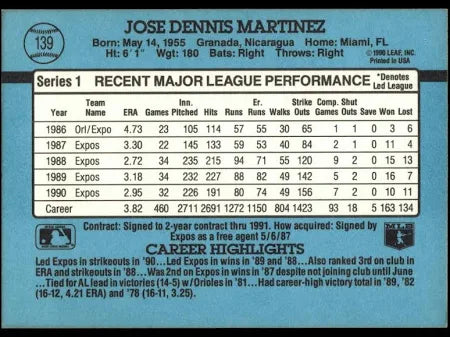 139
JOSE DENNIS MARTINEZ
Born: May 14, 1955 Granada, Nicaragua Home: Miami, FL
Ht: 6' 1" Wgt: 180 Bats: Right Throws: Right
© 1990 LEAF, INC.
Printed in USA
Series 1 RECENT MAJOR LEAGUE PERFORMANCE *Denotes Led League
Year Team Name ERA Games Inn. Pitched Hits Runs Er. Runs Walks Strike Outs Comp. Games Shut Outs Save Won Lost
1986 Orl/Expo 4.73 23 105 114 57 55 30 65 1 1 0 3 6
1987 Expos 3.30 22 145 133 59 53 40 84 2 1 0 11 4
1988 Expos 2.72 34 235 215 94 71 55 120 9 2 0 15 13
1989 Expos 3.18 34 232 227 88 82 49 142 5 2 0 16 7
1990 Expos 2.95 32 226 191 80 74 49 156 7 2 0 10 11
Career 3.82 460 2711 2691 1272 1150 804 1423 93 18 5 163 134
Contract: Signed to 2-year contract thru 1991. How acquired: Signed by
Expos as a free agent 5/6/87
CAREER HIGHLIGHTS
Led Expos in strikeouts in '90... Led Expos in wins in '89 and '88... Also ranked 3rd on club in
ERA and strikeouts in '88... Was 2nd on Expos in wins in '87 despite not joining club until June
...Tied for AL lead in victories (14-5) w/Orioles in '81... Had career-high victory total in '89, '82
(16-12, 4.21 ERA) and '78 (16-11, 3.25).